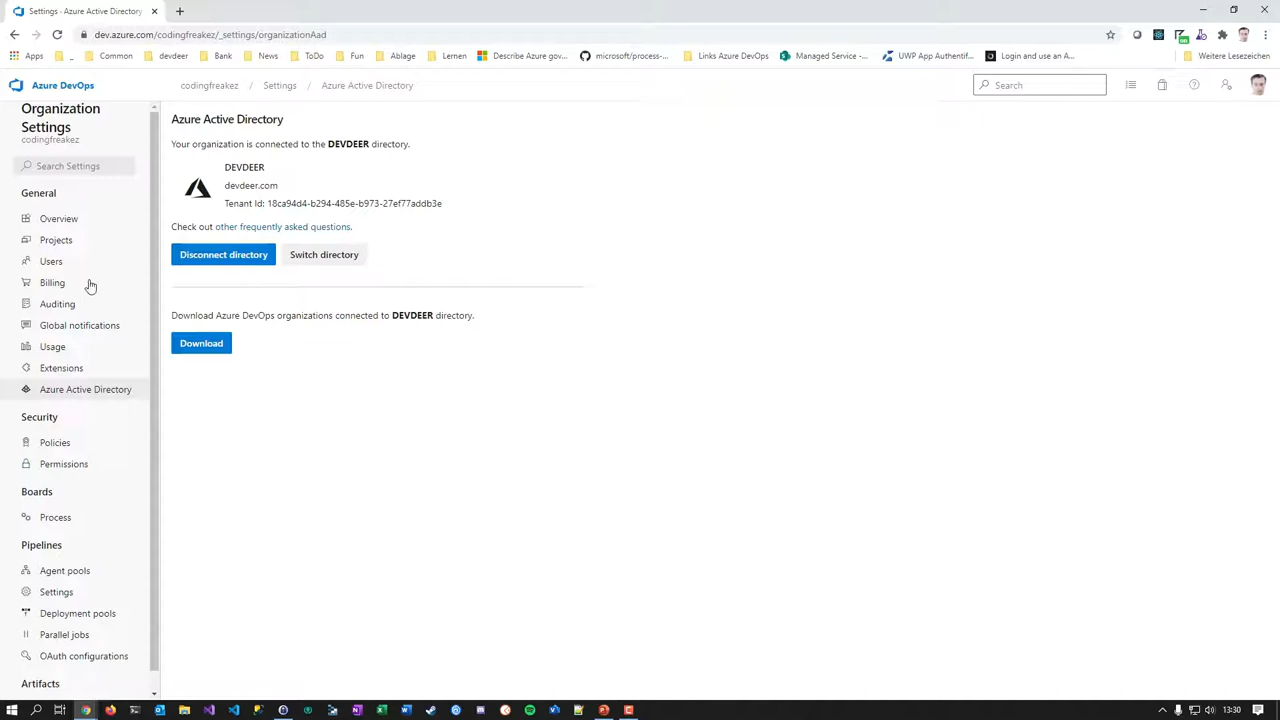 Settings - Azure Active Directory
dev.azure.com/codingfreakez/_settings/organizationAad
Apps
_
Common
devdeer
Bank
News
ToDo
Fun
Ablage
Lernen
Describe Azure gov...
microsoft/process-...
Links Azure DevOps
Managed Service -...
UWP App Authentif...
Login and use an A...
Weitere Lesezeichen
Azure DevOps
codingfreakez / Settings / Azure Active Directory
Search
Organization
Settings
codingfreakez
Search Settings
General
Overview
Projects
Users
Billing
Auditing
Global notifications
Usage
Extensions
Azure Active Directory
Security
Policies
Permissions
Boards
Process
Pipelines
Agent pools
Settings
Deployment pools
Parallel jobs
OAuth configurations
Artifacts
Azure Active Directory
Your organization is connected to the DEVDEER directory.
DEVDEER
devdeer.com
Tenant Id: 18ca94d4-b294-485e-b973-27ef77addb3e
Check out other frequently asked questions.
Disconnect directory
Switch directory
Download Azure DevOps organizations connected to DEVDEER directory.
Download
13:30